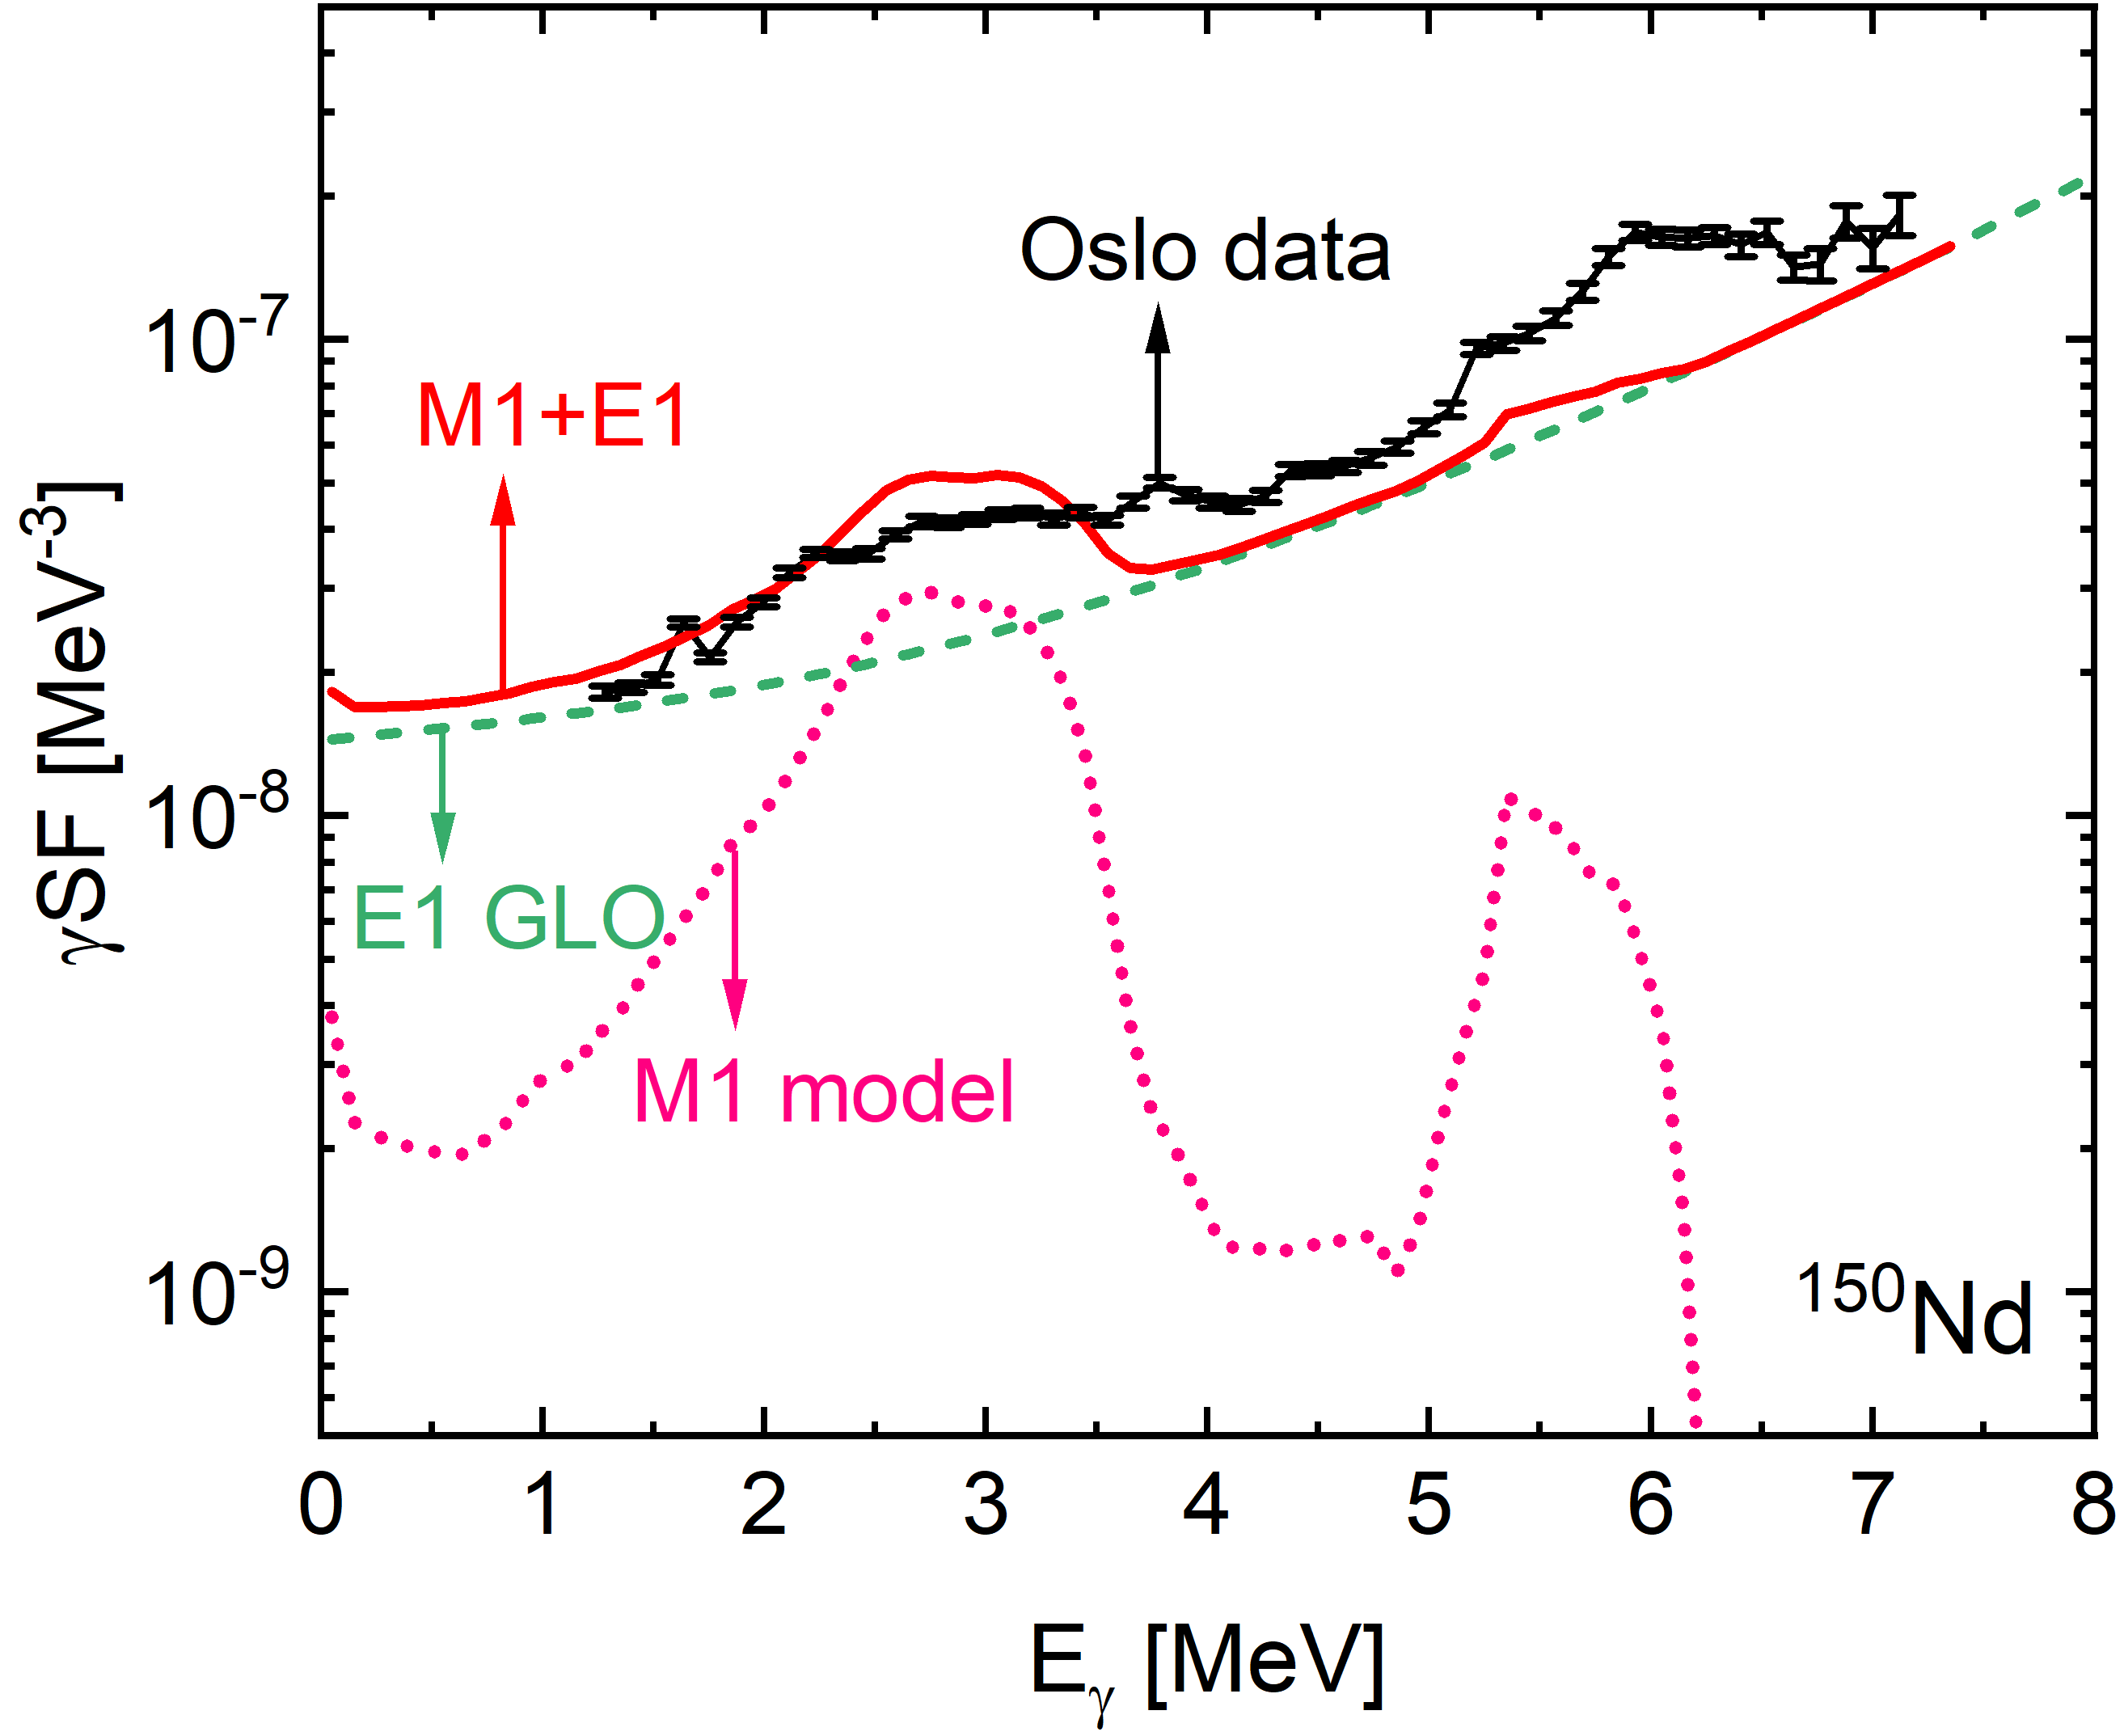 Oslo data
10⁻⁷
M1+E1
γSF [MeV⁻³]
10⁻⁸
E1 GLO
M1 model
10⁻⁹
¹⁵⁰Nd
0 1 2 3 4 5 6 7 8
Eᵧ [MeV]